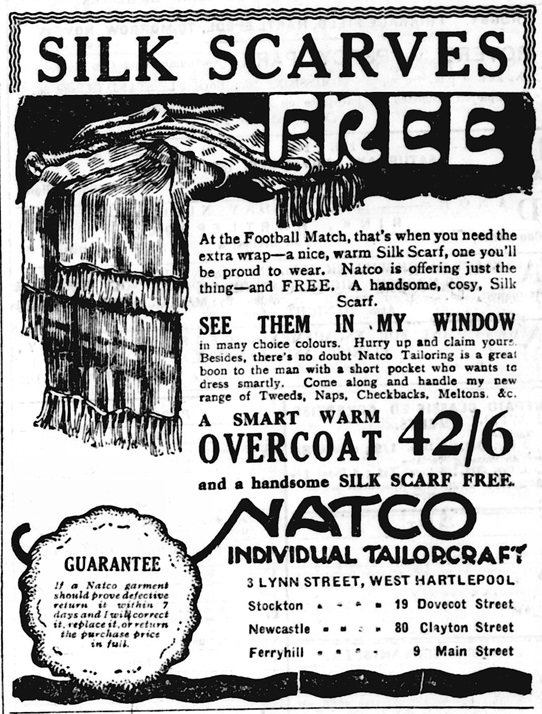 SILK SCARVES
FREE
At the Football Match, that's when you need the
extra wrap—a nice, warm Silk Scarf, one you'll
be proud to wear. Natco is offering just the
thing—and FREE. A handsome, cosy, Silk
Scarf.
SEE THEM IN MY WINDOW
in many choice colours. Hurry up and claim yours.
Besides, there's no doubt Natco Tailoring is a great
boon to the man with a short pocket who wants to
dress smartly. Come along and handle my new
range of Tweeds, Naps, Checkbacks, Meltons, &c.
A SMART WARM
OVERCOAT 42/6
and a handsome SILK SCARF FREE.
NATCO
INDIVIDUAL TAILORCRAFT
3 LYNN STREET, WEST HARTLEPOOL
Stockton - - - - 19 Dovecot Street
Newcastle - - - - 80 Clayton Street
Ferryhill - - - - 9 Main Street
GUARANTEE
If a Natco garment
should prove defective
return it within 7
days and I will correct
it, replace it, or return
the purchase price
in full.